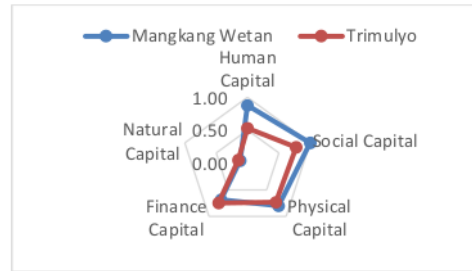 Mangkang Wetan Trimulyo
Human
Capital
1.00
0.50
0.00
Social Capital
Physical
Capital
Finance
Capital
Natural
Capital